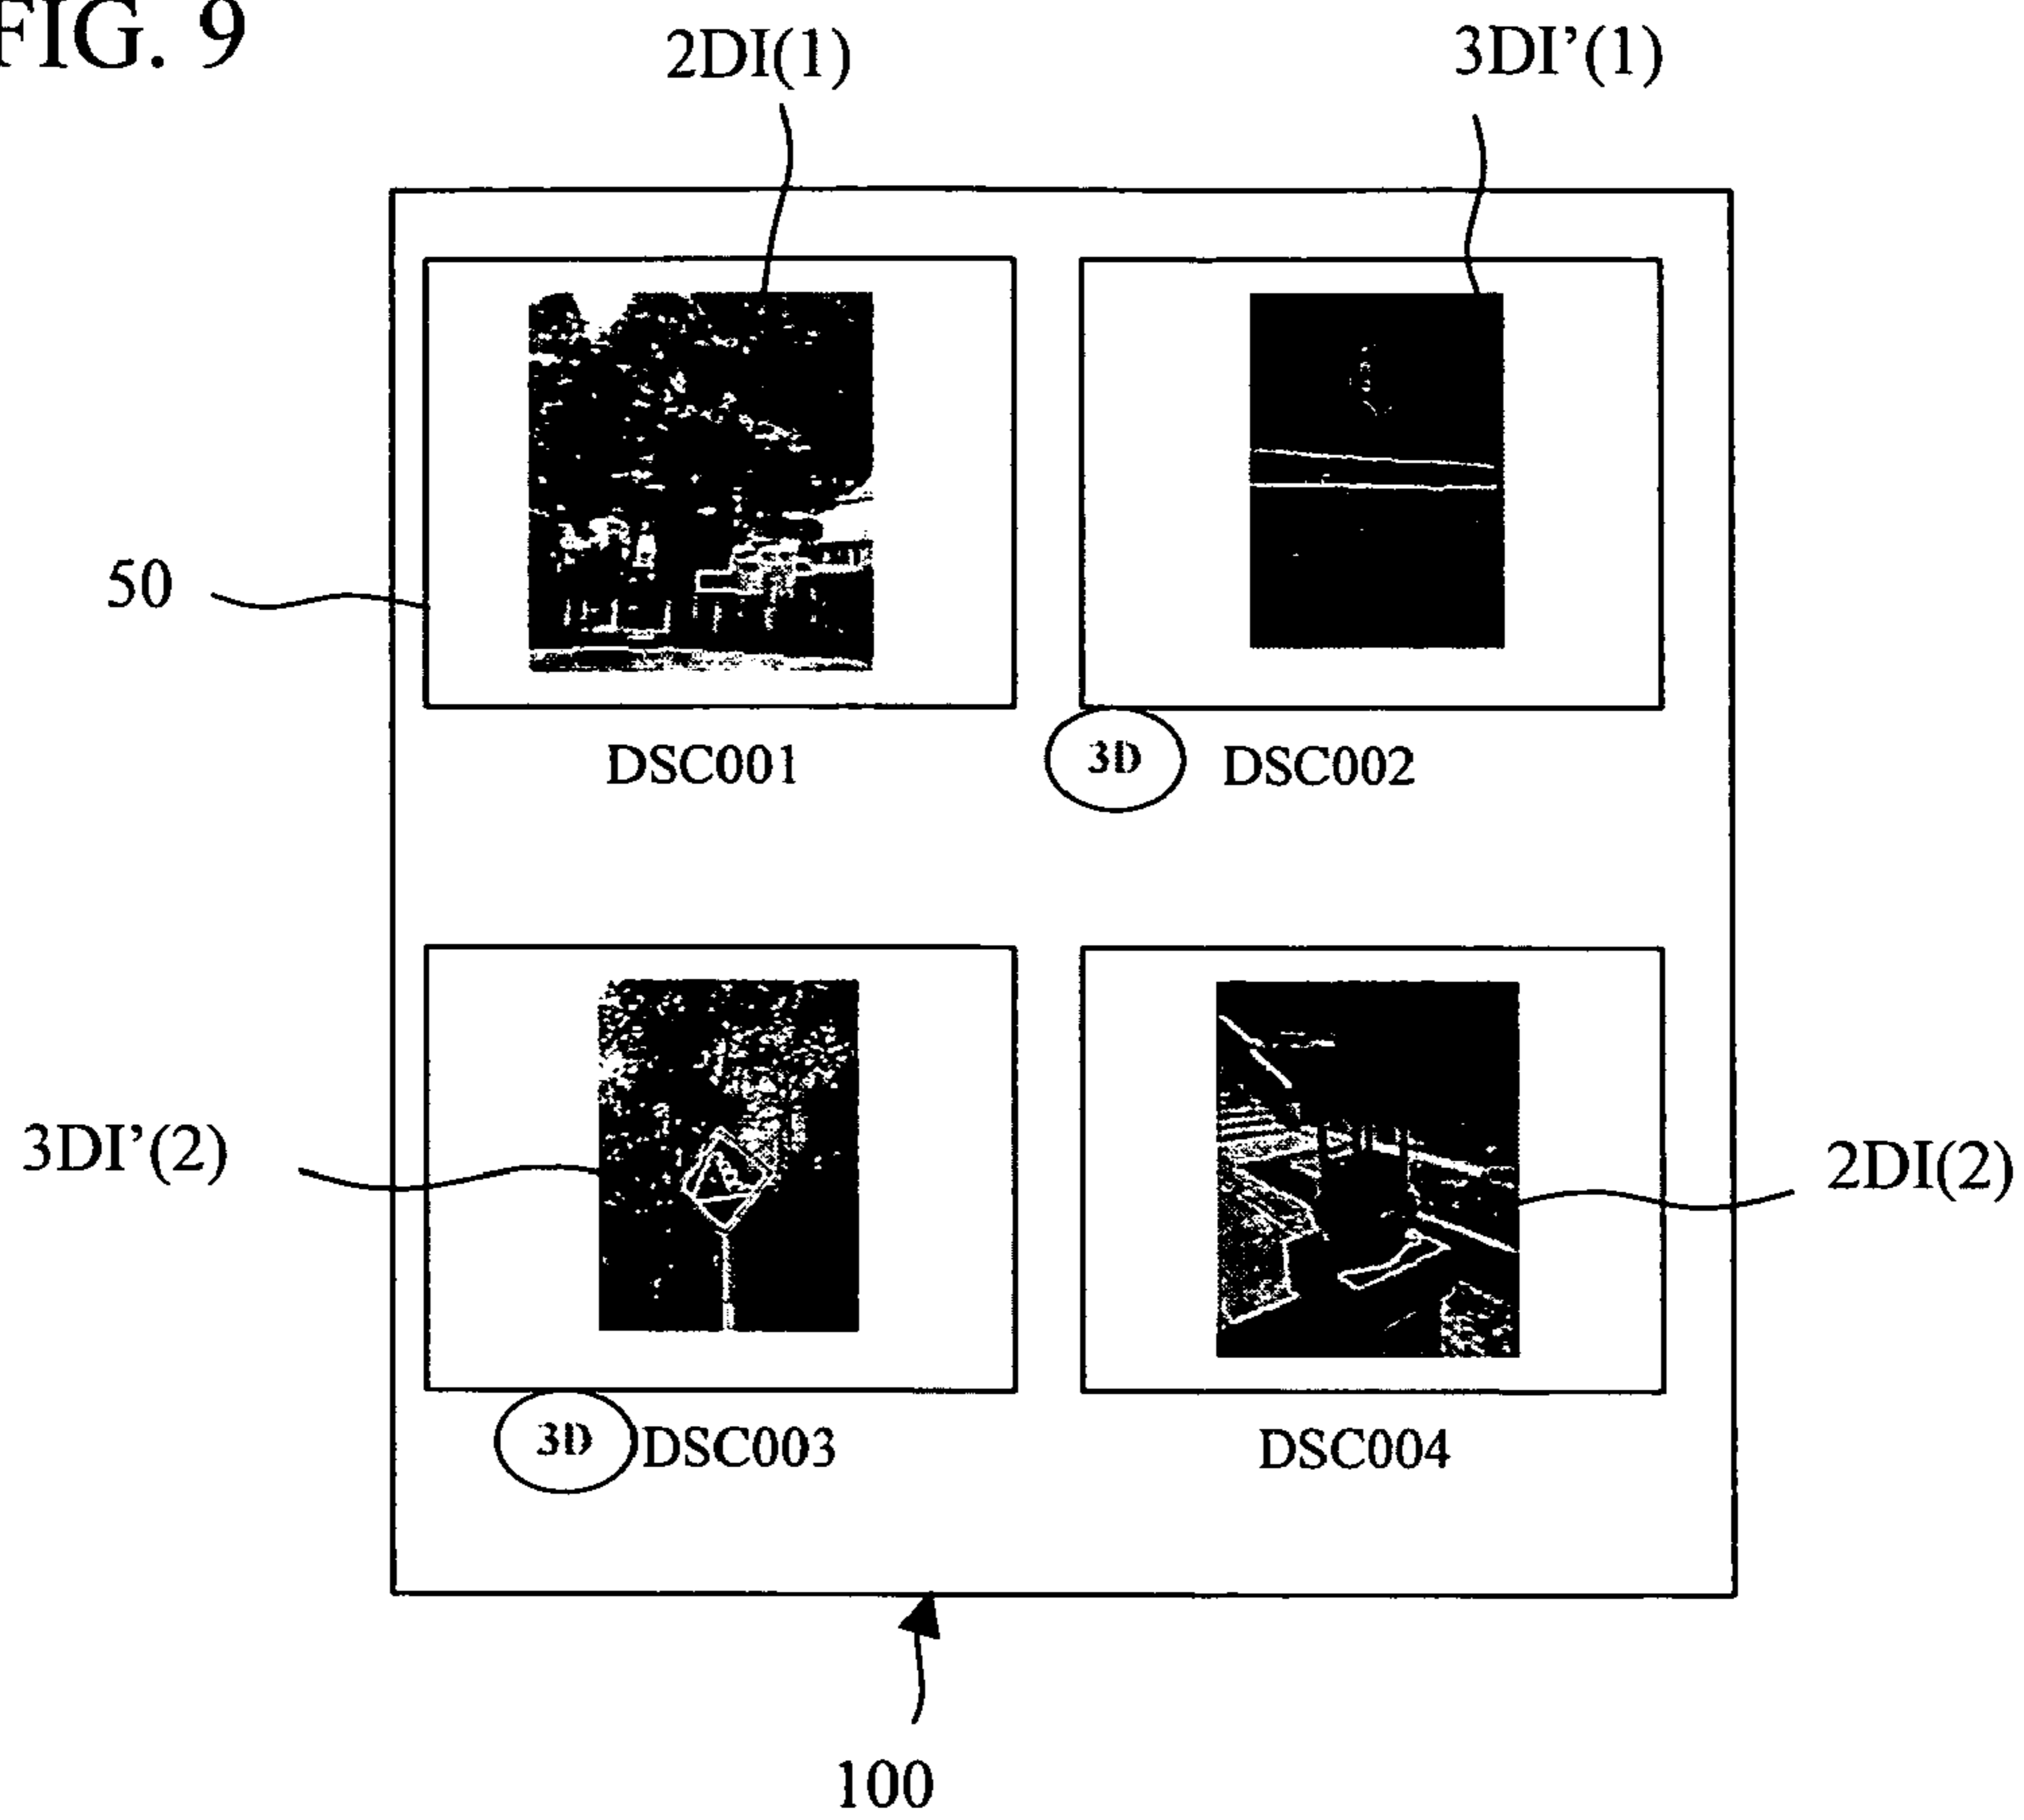 FIG. 9
2DI(1)
3DI’(1)
50
DSC001
3D
DSC002
3DI’(2)
2DI(2)
3D
DSC003
DSC004
100